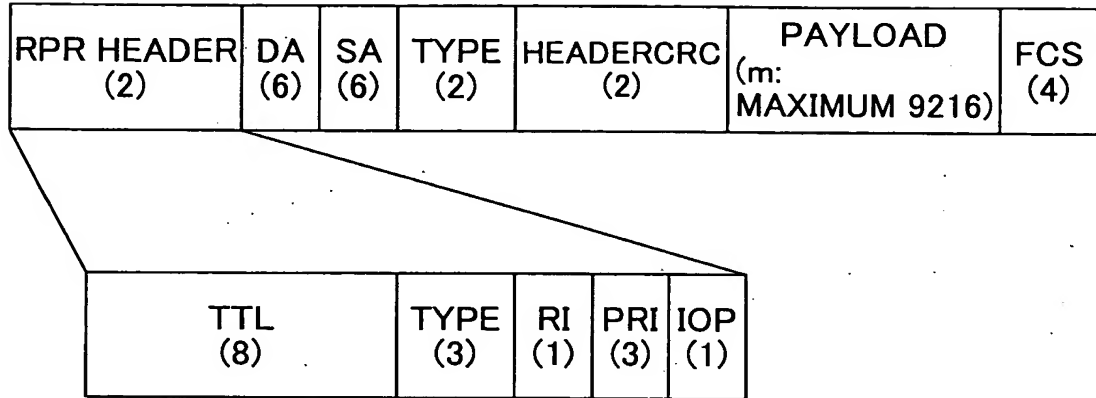 RPR HEADER
(2)
DA
(6)
SA
(6)
TYPE
(2)
HEADERCRC
(2)
PAYLOAD
(m:
MAXIMUM 9216)
FCS
(4)
TTL
(8)
TYPE
(3)
RI
(1)
PRI
(3)
IOP
(1)